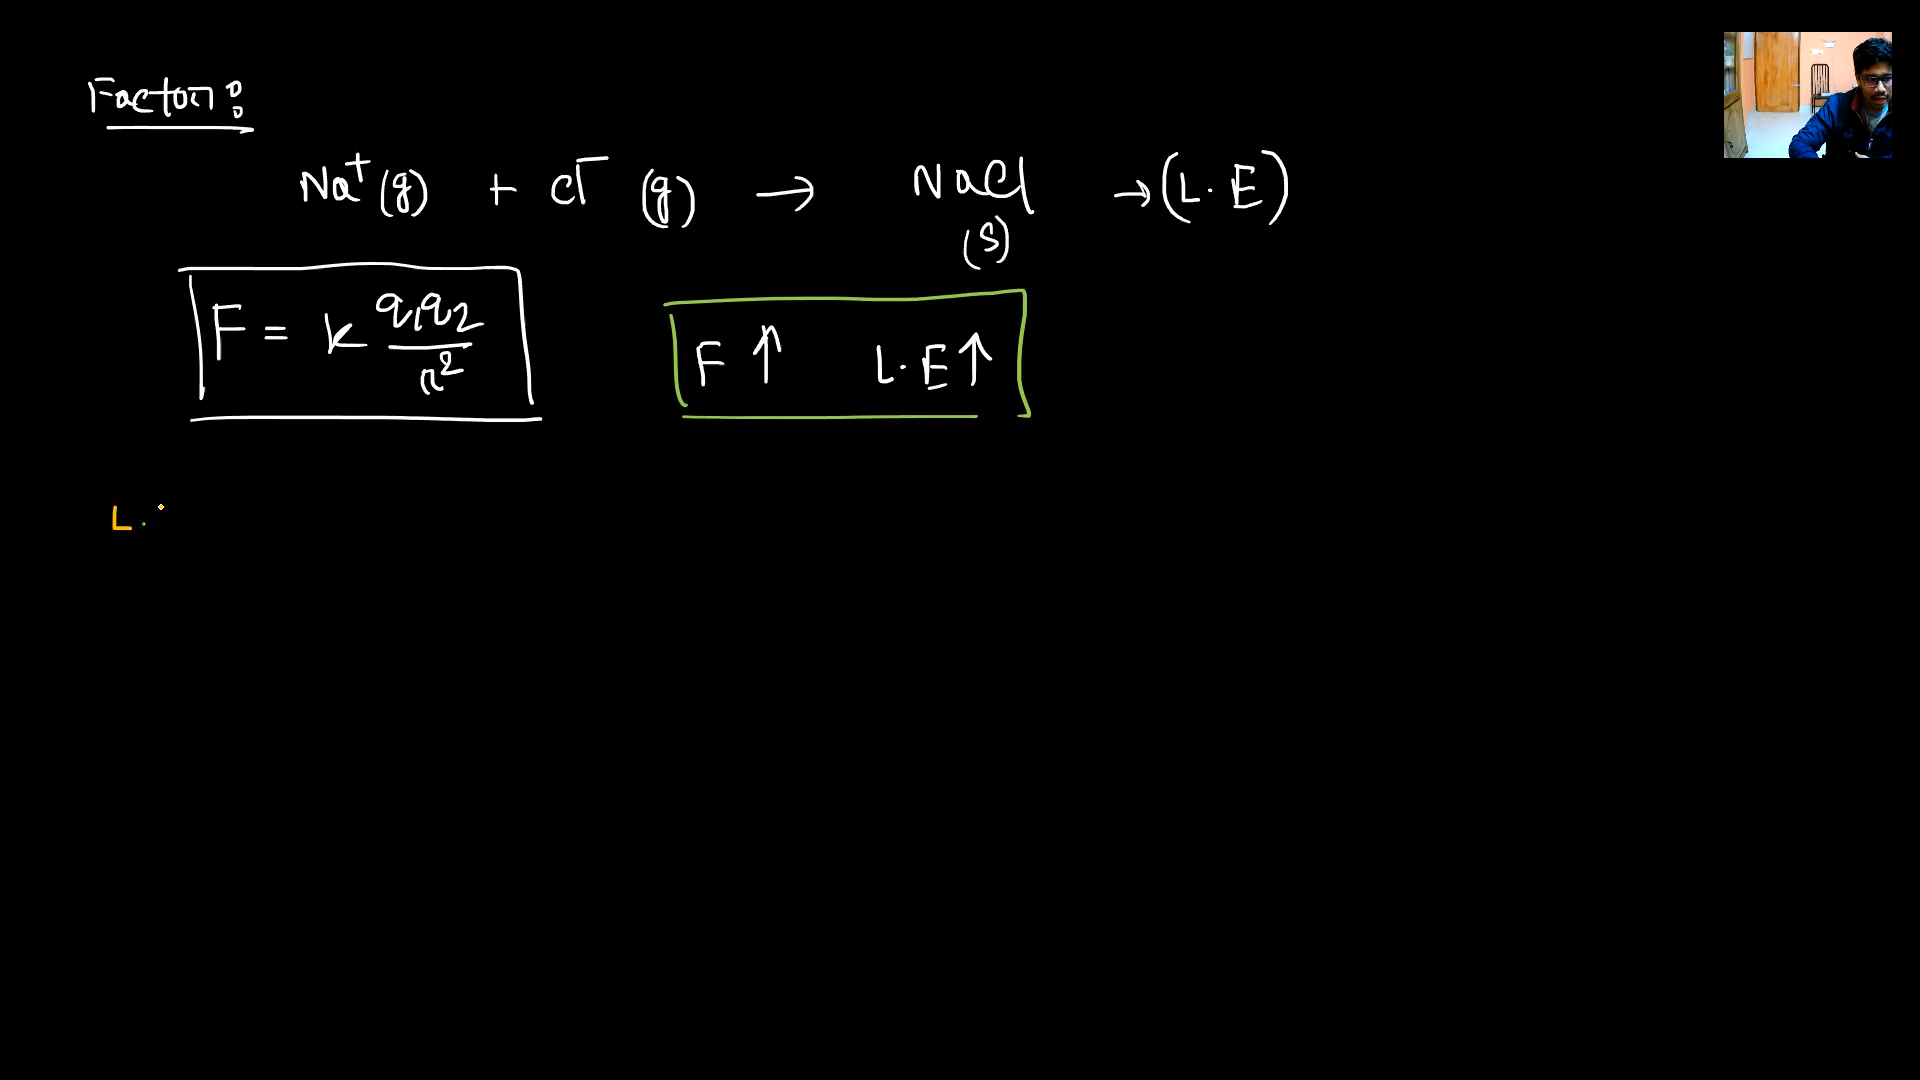 Factor:
Na⁺(g) + Cl⁻ (g) → NaCl (s) → (L.E)
F = k q₁q₂/r²
F ↑ L.E ↑
L.